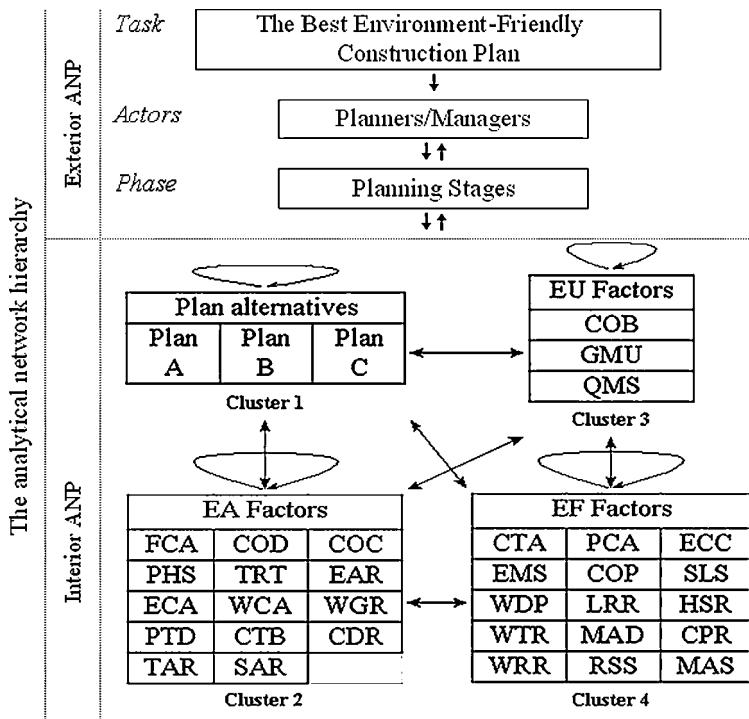 The analytical network hierarchy
Exterior ANP
Task
The Best Environment-Friendly
Construction Plan
Actors
Planners/Managers
Phase
Planning Stages
Interior ANP
Plan alternatives
Plan Plan Plan
A B C
Cluster 1
EU Factors
COB
GMU
QMS
Cluster 3
EA Factors
FCA COD COC
PHS TRT EAR
ECA WCA WGR
PTD CTB CDR
TAR SAR
Cluster 2
EF Factors
CTA PCA ECC
EMS COP SLS
WDP LRR HSR
WTR MAD CPR
WRR RSS MAS
Cluster 4